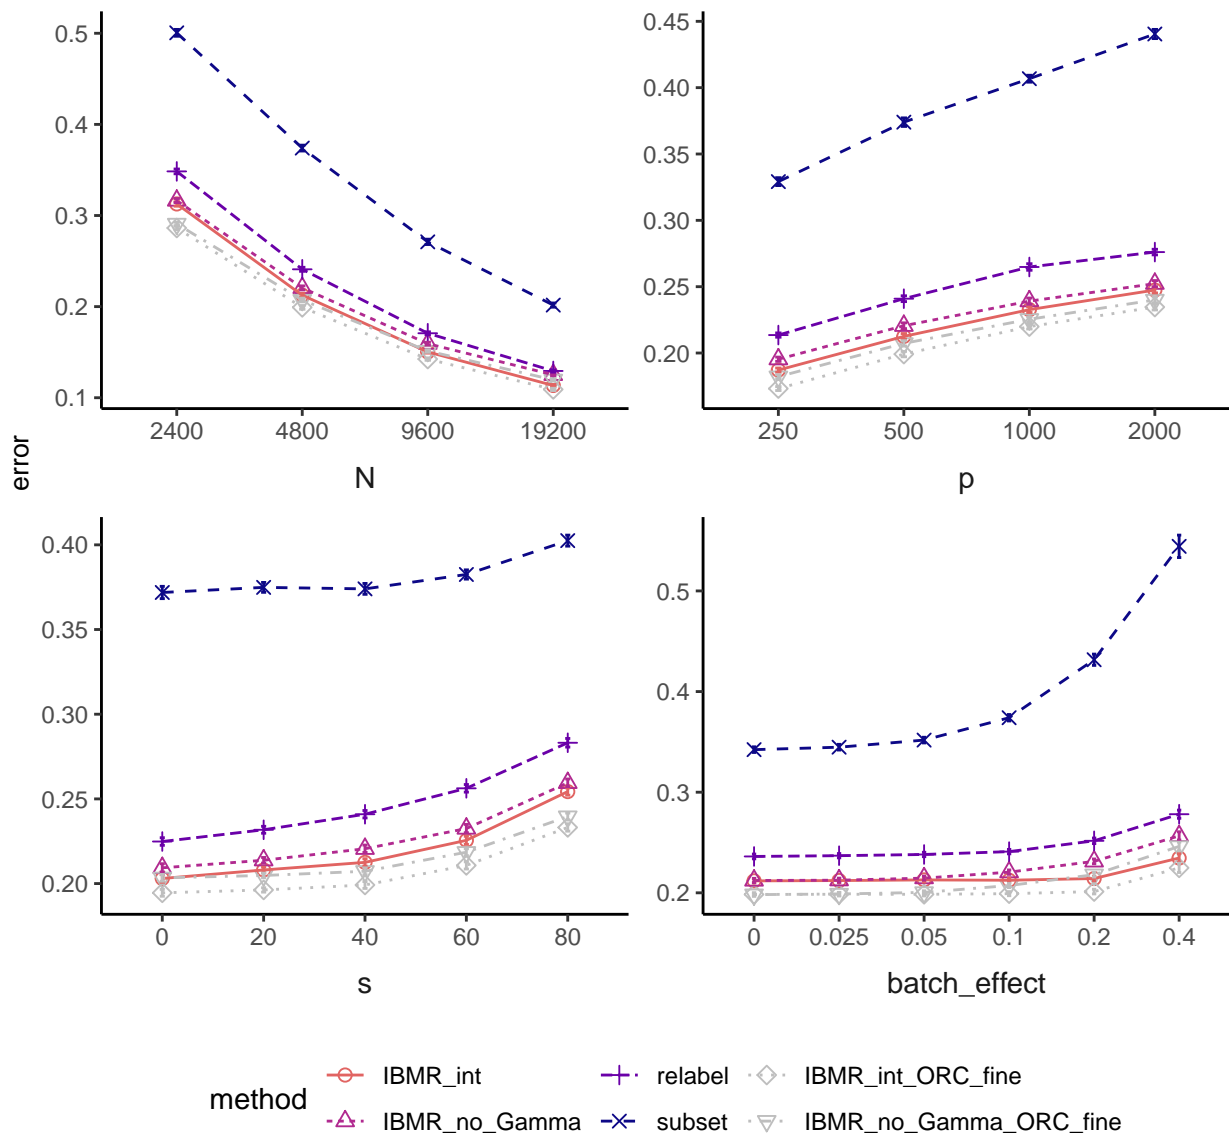 error
0.5
0.4
0.3
0.2
0.1
2400 4800 9600 19200
N
0.45
0.40
0.35
0.30
0.25
0.20
250 500 1000 2000
p
0.40
0.35
0.30
0.25
0.20
0 20 40 60 80
s
0.5
0.4
0.3
0.2
0 0.025 0.05 0.1 0.2 0.4
batch_effect
method
IBMR_int relabel IBMR_int_ORC_fine
IBMR_no_Gamma subset IBMR_no_Gamma_ORC_fine